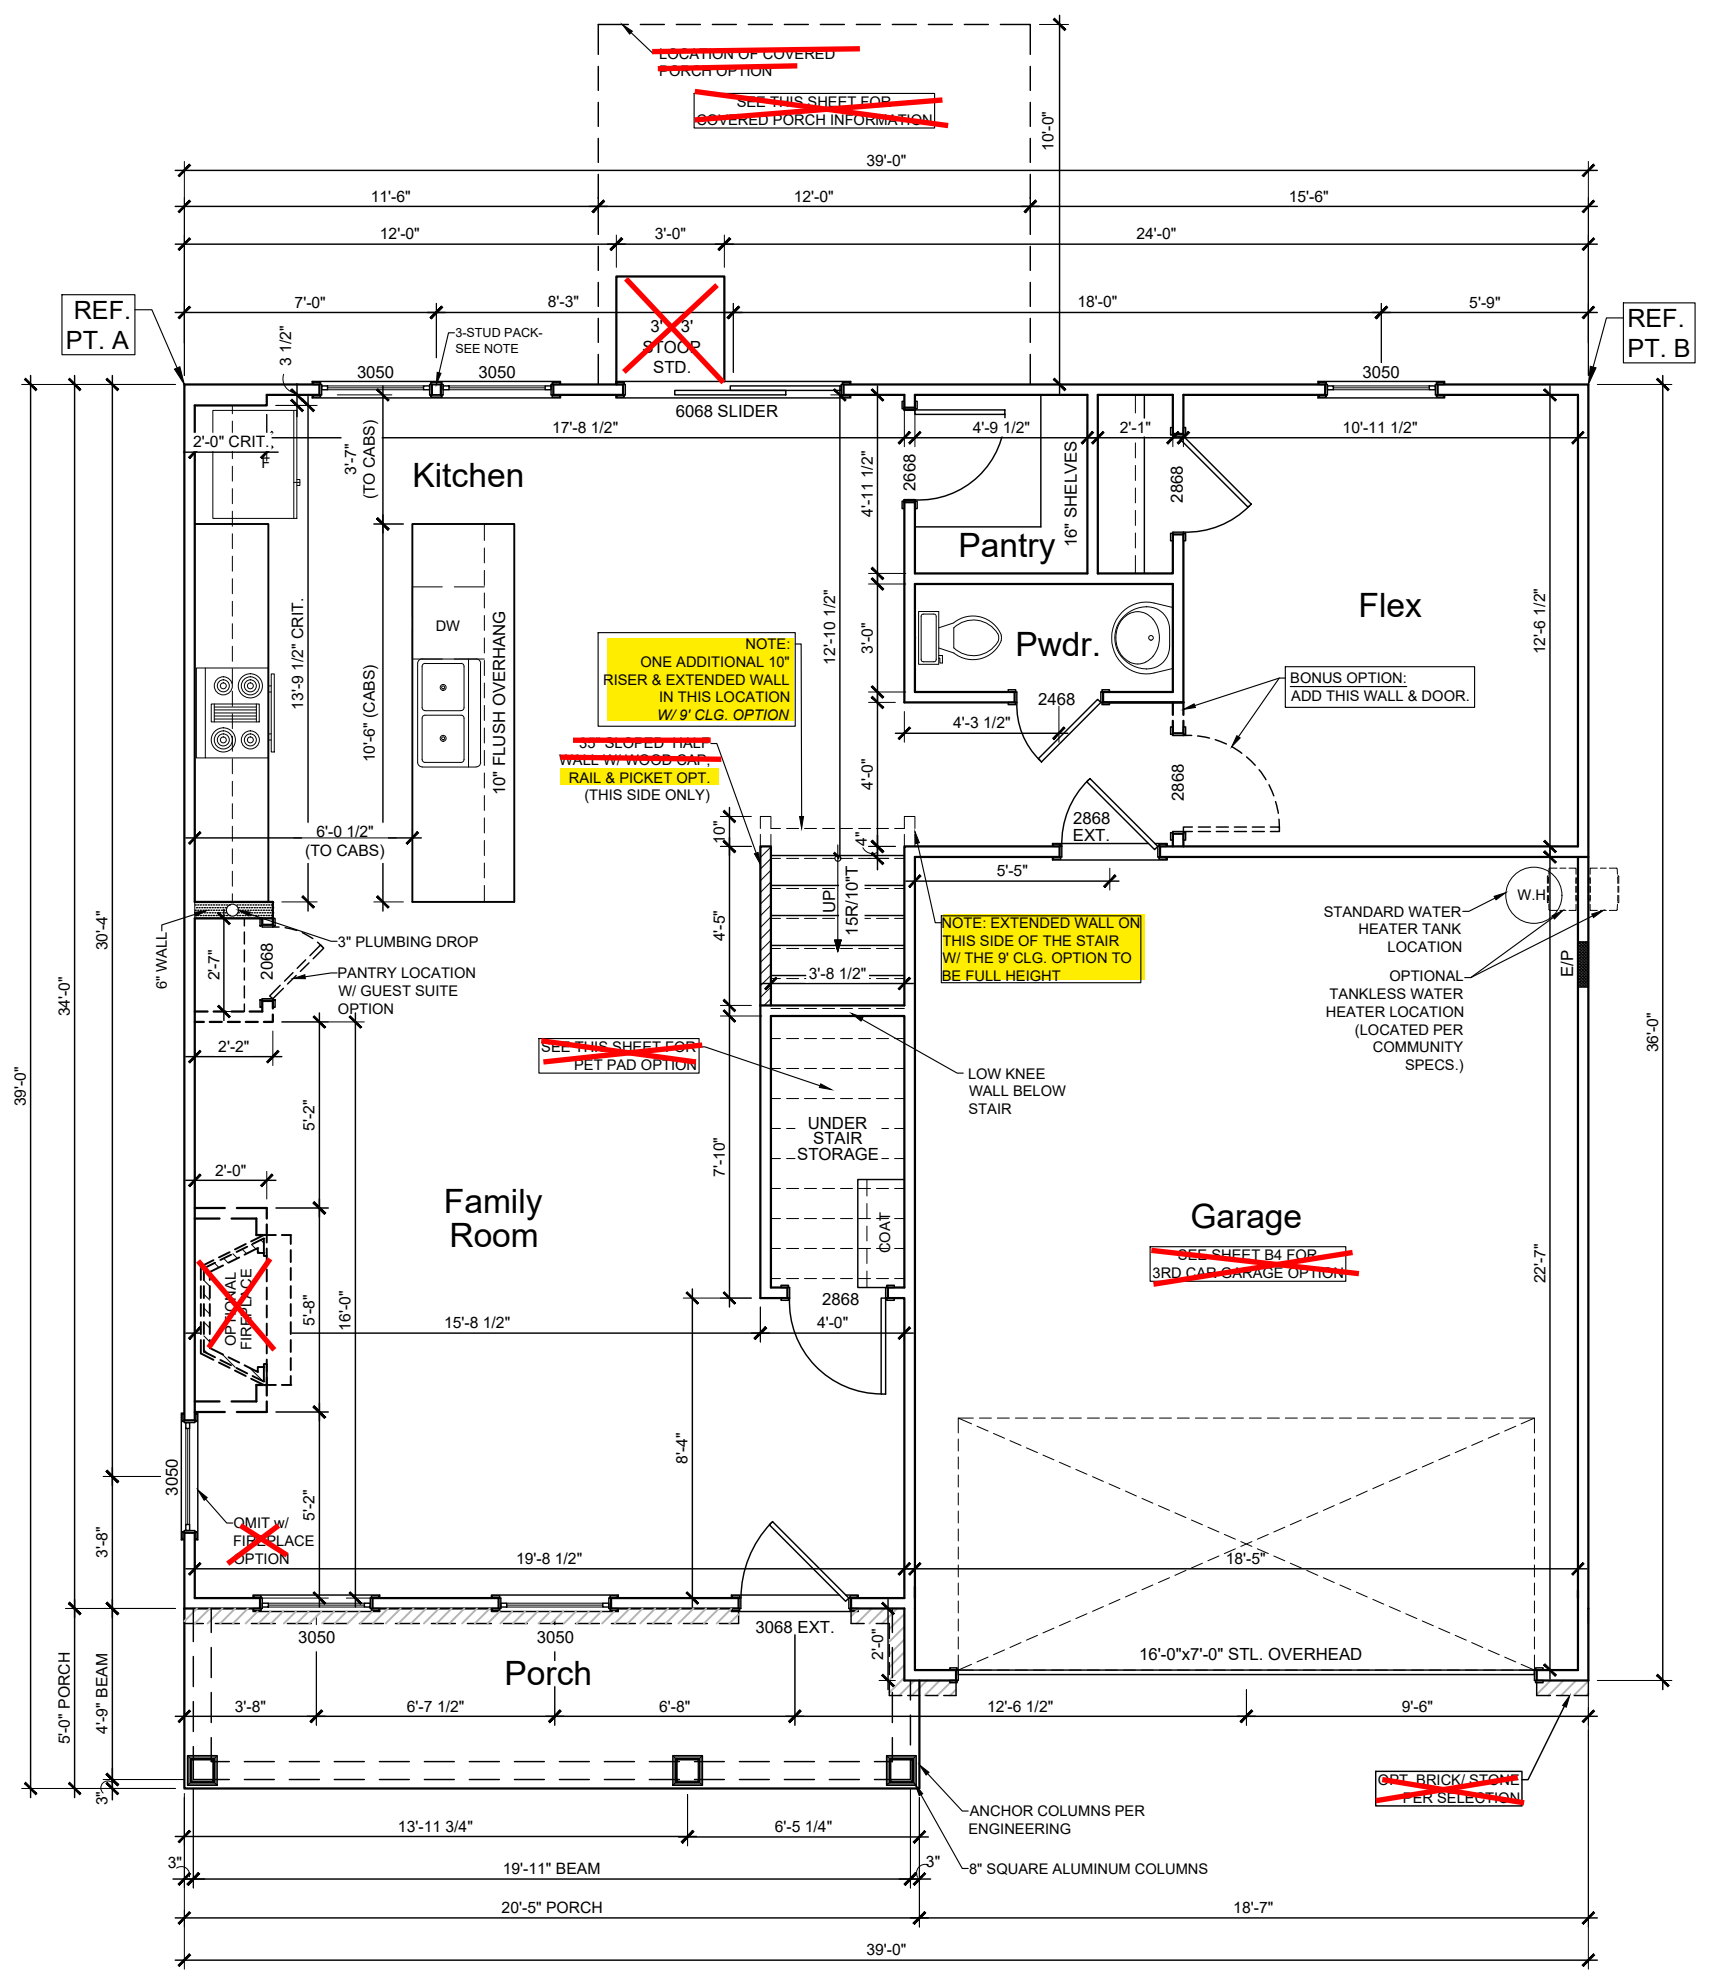 LOCATION OF COVERED
PORCH OPTION
SEE THIS SHEET FOR
COVERED PORCH INFORMATION
10'-0"
39'-0"
11'-6"
12'-0"
15'-6"
12'-0"
3'-0"
24'-0"
REF.
PT. A
7'-0"
8'-3"
18'-0"
5'-9"
REF.
PT. B
3 1/2"
3-STUD PACK-
SEE NOTE
3' 3'
STOOP
STD.
3050
3050
3050
6068 SLIDER
2'-0" CRIT.
17'-8 1/2"
4'-9 1/2"
2'-1"
10'-11 1/2"
3'-7"
(TO CABS)
Kitchen
4'-11 1/2"
2668
16" SHELVES
2868
Pantry
Flex
13'-9 1/2" CRIT.
10'-6" (CABS)
DW
10" FLUSH OVERHANG
12'-10 1/2"
3'-0"
Pwdr.
12'-6 1/2"
NOTE:
ONE ADDITIONAL 10"
RISER & EXTENDED WALL
IN THIS LOCATION
W/ 9' CLG. OPTION
BONUS OPTION:
ADD THIS WALL & DOOR.
2468
4'-3 1/2"
35" SLOPED HALF
WALL W/ WOOD CAP,
RAIL & PICKET OPT.
(THIS SIDE ONLY)
4'-0"
2868
2868
EXT.
6'-0 1/2"
(TO CABS)
10"
4"
5'-5"
UP
15R/10"T
4'-5"
3'-8 1/2"
W.H.
STANDARD WATER
HEATER TANK
LOCATION
NOTE: EXTENDED WALL ON
THIS SIDE OF THE STAIR
W/ THE 9' CLG. OPTION TO
BE FULL HEIGHT
E/P
OPTIONAL
TANKLESS WATER
HEATER LOCATION
(LOCATED PER
COMMUNITY
SPECS.)
30'-4"
34'-0"
39'-0"
36'-0"
6" WALL
2'-7"
2068
3" PLUMBING DROP
PANTRY LOCATION
W/ GUEST SUITE
OPTION
2'-2"
SEE THIS SHEET FOR
PET PAD OPTION
LOW KNEE
WALL BELOW
STAIR
5'-2"
UNDER
STAIR
STORAGE
7'-10"
2'-0"
Family
Room
COAT
Garage
SEE SHEET B4 FOR
3RD CAR GARAGE OPTION
22'-7"
OPTIONAL
FIREPLACE
5'-8"
16'-0"
2868
15'-8 1/2"
4'-0"
8'-4"
3050
5'-2"
OMIT w/
FIREPLACE
OPTION
3'-8"
19'-8 1/2"
18'-5"
3050
3050
3068 EXT.
2'-0"
16'-0"x7'-0" STL. OVERHEAD
Porch
5'-0" PORCH
4'-9" BEAM
3'-8"
6'-7 1/2"
6'-8"
12'-6 1/2"
9'-6"
3"
OPT. BRICK/ STONE
PER SELECTION
ANCHOR COLUMNS PER
ENGINEERING
13'-11 3/4"
6'-5 1/4"
3"
19'-11" BEAM
3"
8" SQUARE ALUMINUM COLUMNS
20'-5" PORCH
18'-7"
39'-0"